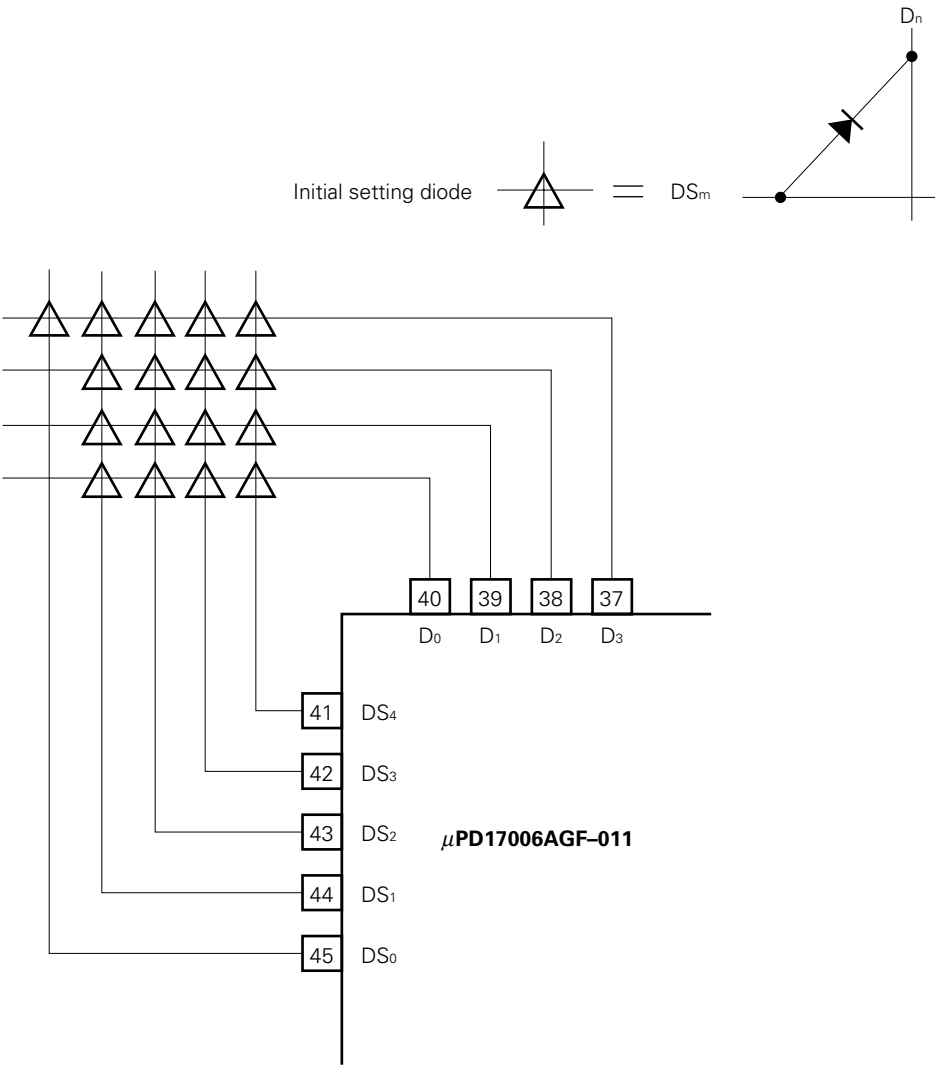 Dn
Initial setting diode = DSm
40 39 38 37
D0 D1 D2 D3
41 DS4
42 DS3
43 DS2 μPD17006AGF–011
44 DS1
45 DS0